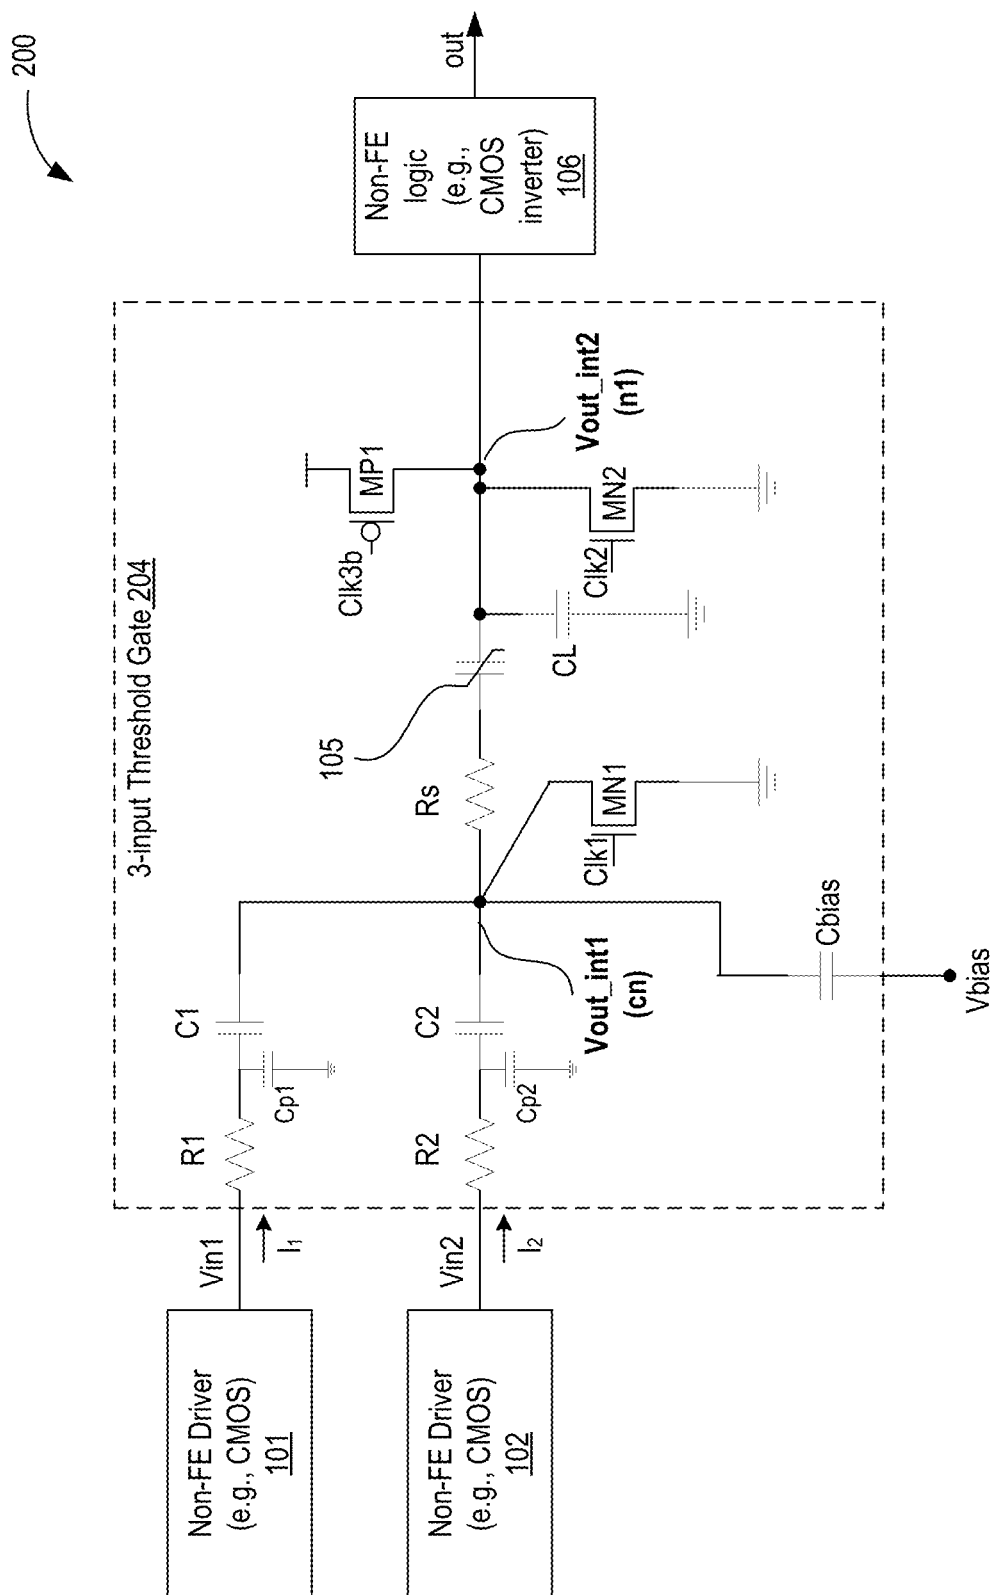 200
3-input Threshold Gate 204
Non-FE Driver
(e.g., CMOS)
101
Vin1
I1
R1
Cp1
C1
Non-FE Driver
(e.g., CMOS)
102
Vin2
I2
R2
Cp2
C2
Vout_int1
(cn)
Cbias
Vbias
Clk1
MN1
Rs
105
CL
Clk3b
MP1
Clk2
MN2
Vout_int2
(n1)
Non-FE
logic
(e.g.,
CMOS
inverter)
106
out